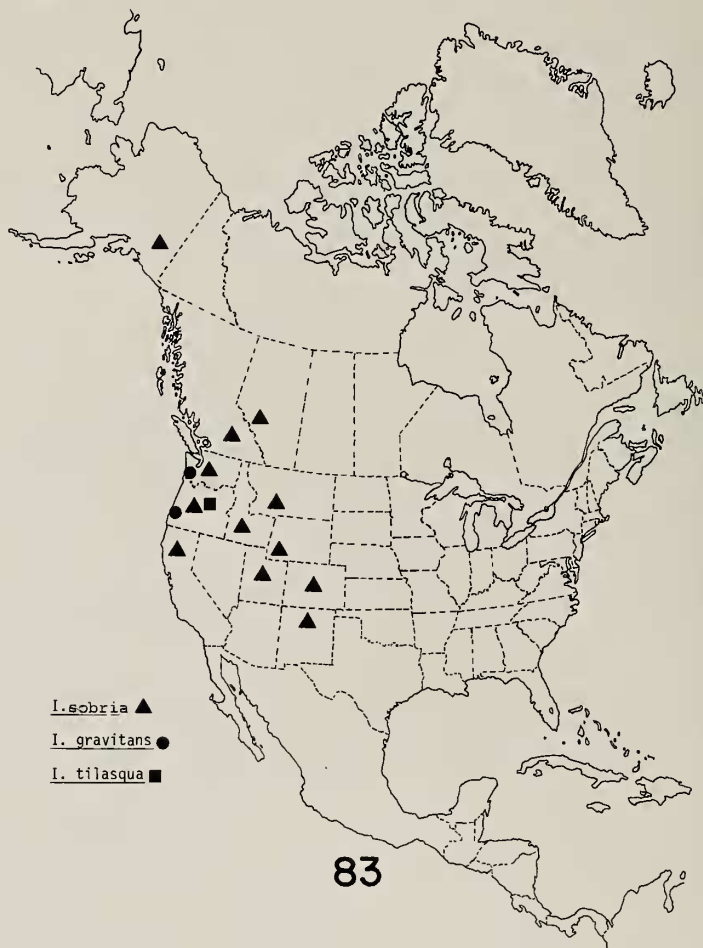 I. sobria ▲
I. gravitans ●
I. tilasqua ■
83